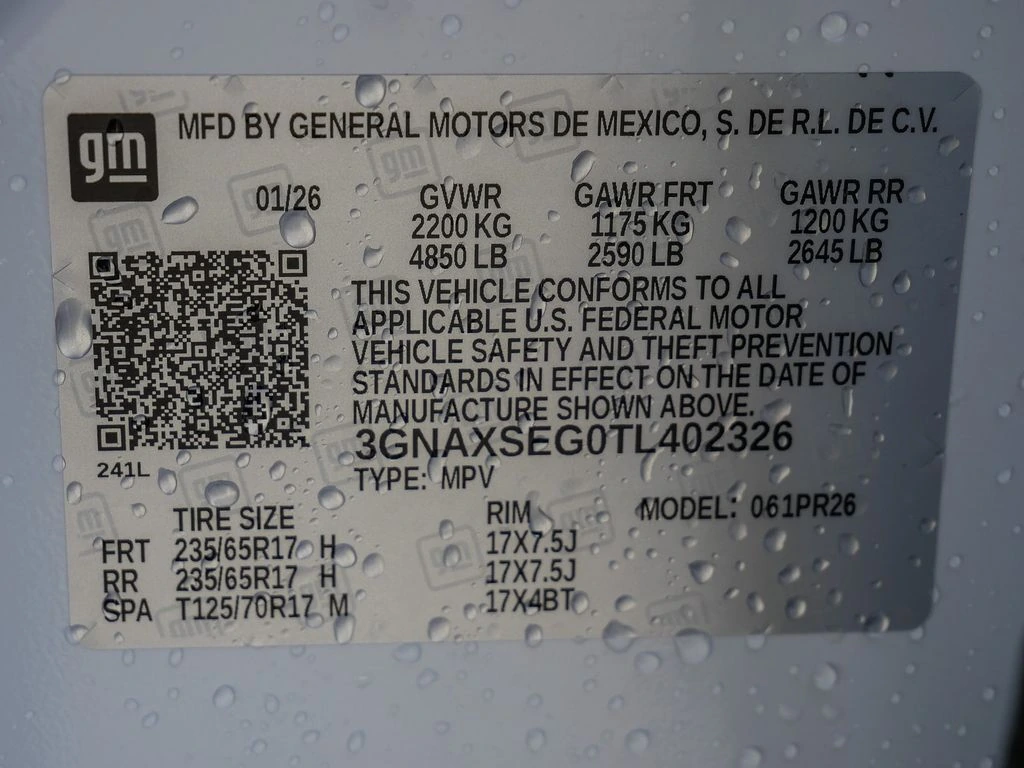 gm
MFD BY GENERAL MOTORS DE MEXICO, S. DE R.L. DE C.V.
01/26 GVWR GAWR FRT GAWR RR
2200 KG 1175 KG 1200 KG
4850 LB 2590 LB 2645 LB
THIS VEHICLE CONFORMS TO ALL
APPLICABLE U.S. FEDERAL MOTOR
VEHICLE SAFETY AND THEFT PREVENTION
STANDARDS IN EFFECT ON THE DATE OF
MANUFACTURE SHOWN ABOVE.
3GNAXSEG0TL402326
241L
TYPE: MPV
TIRE SIZE RIM MODEL: 061PR26
FRT 235/65R17 H 17X7.5J
RR 235/65R17 H 17X7.5J
SPA T125/70R17 M 17X4BT